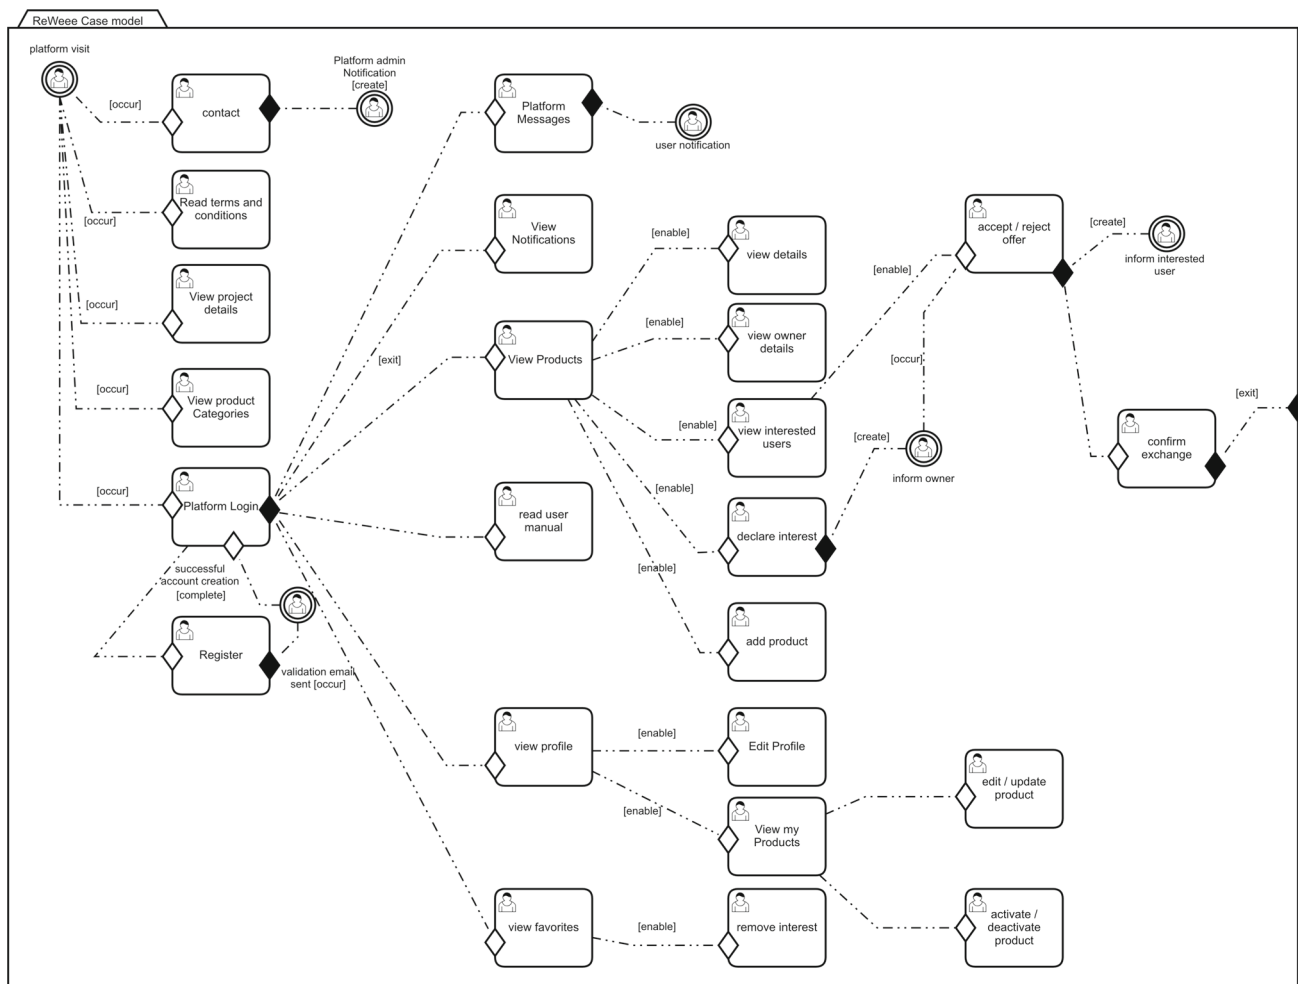 ReWeee Case model
platform visit
[occur]
contact
Platform admin
Notification
[create]
[occur]
Read terms and
conditions
[occur]
View project
details
[occur]
View product
Categories
[occur]
Platform Login
successful
account creation
[complete]
Register
validation email
sent [occur]
[exit]
Platform
Messages
user notification
View
Notifications
View Products
read user
manual
view profile
view favorites
[enable]
view details
[enable]
view owner
details
[enable]
view interested
users
[enable]
declare interest
[enable]
add product
[enable]
Edit Profile
[enable]
View my
Products
[enable]
remove interest
[create]
inform owner
[occur]
[enable]
accept / reject
offer
[create]
inform interested
user
confirm
exchange
[exit]
edit / update
product
activate /
deactivate
product